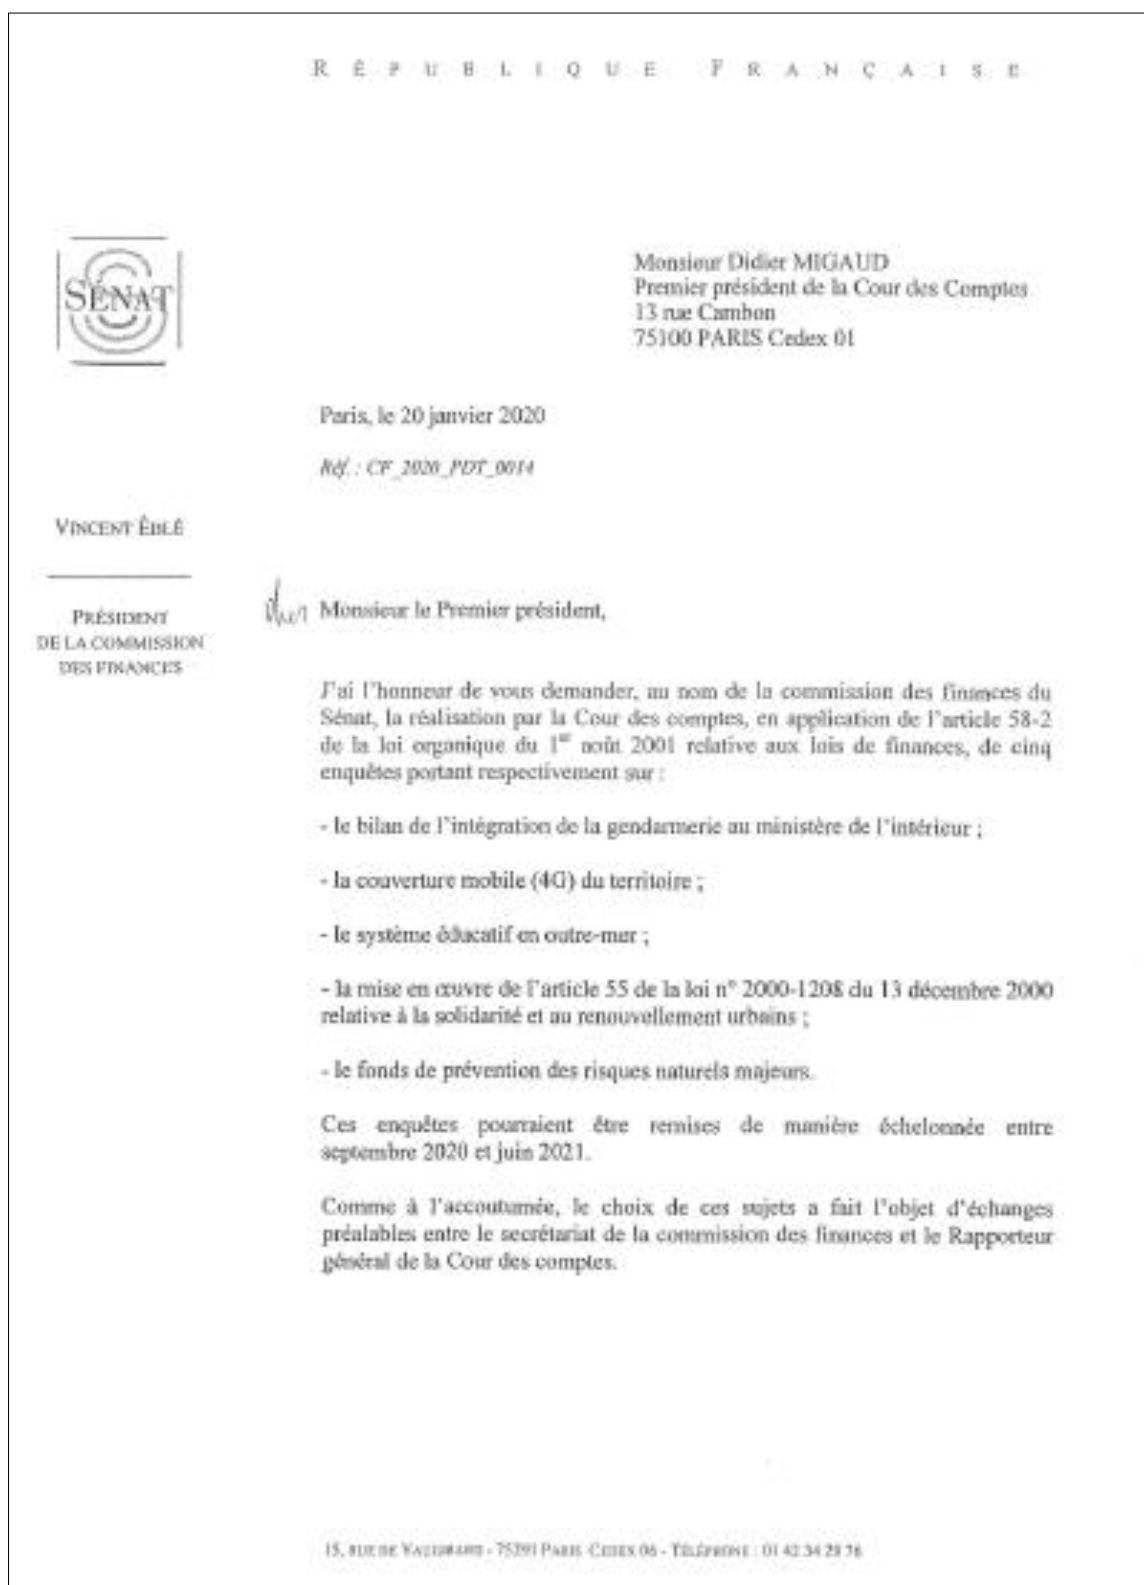 RÉPUBLIQUE FRANÇAISE
SÉNAT
Monsieur Didier MIGAUD
Premier président de la Cour des Comptes
13 rue Cambon
75100 PARIS Cedex 01
Paris, le 20 janvier 2020
Réf. : CF_2020_PDT_0014
VINCENT ÉBLÉ
PRÉSIDENT
DE LA COMMISSION
DES FINANCES
Monsieur le Premier président,
J'ai l'honneur de vous demander, au nom de la commission des finances du
Sénat, la réalisation par la Cour des comptes, en application de l'article 58-2
de la loi organique du 1er août 2001 relative aux lois de finances, de cinq
enquêtes portant respectivement sur :
- le bilan de l'intégration de la gendarmerie au ministère de l'intérieur ;
- la couverture mobile (4G) du territoire ;
- le système éducatif en outre-mer ;
- la mise en œuvre de l'article 55 de la loi n° 2000-1208 du 13 décembre 2000
relative à la solidarité et au renouvellement urbains ;
- le fonds de prévention des risques naturels majeurs.
Ces enquêtes pourraient être remises de manière échelonnée entre
septembre 2020 et juin 2021.
Comme à l'accoutumée, le choix de ces sujets a fait l'objet d'échanges
préalables entre le secrétariat de la commission des finances et le Rapporteur
général de la Cour des comptes.
15, RUE DE VAUGIRARD - 75291 PARIS CEDEX 06 - TÉLÉPHONE : 01 42 34 29 76